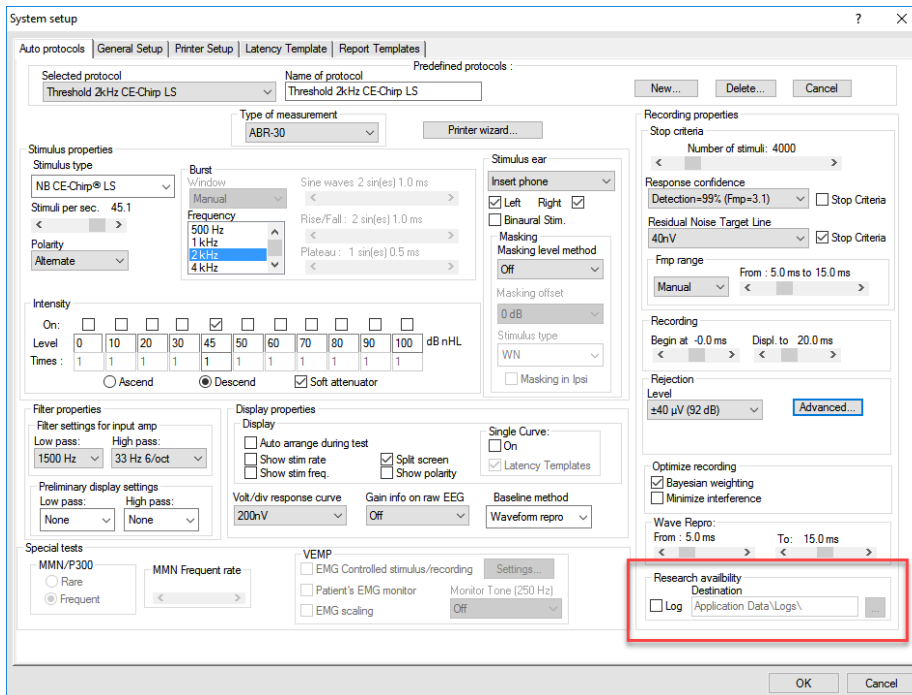 System setup
?
Auto protocols
General Setup
Printer Setup
Latency Template
Report Templates
Predefined protocols :
Selected protocol
Threshold 2kHz CE-Chirp LS
Name of protocol
Threshold 2kHz CE-Chirp LS
New...
Delete...
Cancel
Type of measurement
ABR-30
Printer wizard...
Stimulus properties
Stimulus type
NB CE-Chirp® LS
Stimuli per sec. 45.1
Polarity
Alternate
Burst
Window
Manual
Frequency
500 Hz
1 kHz
2 kHz
4 kHz
Sine waves 2 sin(es) 1.0 ms
Rise/Fall : 2 sin(es) 1.0 ms
Plateau : 1 sin(es) 0.5 ms
Stimulus ear
Insert phone
Left Right
Binaural Stim.
Masking
Masking level method
Off
Masking offset
0 dB
Stimulus type
WN
Masking in Ipsi
Intensity
On:
Level 0 10 20 30 45 50 60 70 80 90 100 dB nHL
Times : 1 1 1 1 1 1 1 1 1 1 1
Ascend Descend Soft attenuator
Filter properties
Filter settings for input amp
Low pass: High pass:
1500 Hz 33 Hz 6/oct
Preliminary display settings
Low pass: High pass:
None None
Display properties
Display
Auto arrange during test
Show stim rate Split screen
Show stim freq. Show polarity
Single Curve:
On
Latency Templates
Volt/div response curve Gain info on raw EEG Baseline method
200nV Off Waveform repro
Special tests
MMN/P300
Rare
Frequent
MMN Frequent rate
VEMP
EMG Controlled stimulus/recording Settings...
Patient's EMG monitor Monitor Tone (250 Hz)
EMG scaling Off
Recording properties
Stop criteria
Number of stimuli: 4000
Response confidence
Detection=99% (Fmp=3.1) Stop Criteria
Residual Noise Target Line
40nV Stop Criteria
Fmp range
Manual From : 5.0 ms to 15.0 ms
Recording
Begin at -0.0 ms Displ. to 20.0 ms
Rejection
Level
±40 µV (92 dB) Advanced...
Optimize recording
Bayesian weighting
Minimize interference
Wave Repro:
From : 5.0 ms To: 15.0 ms
Research availbility
Destination
Log Application Data\Logs\ ...
OK Cancel